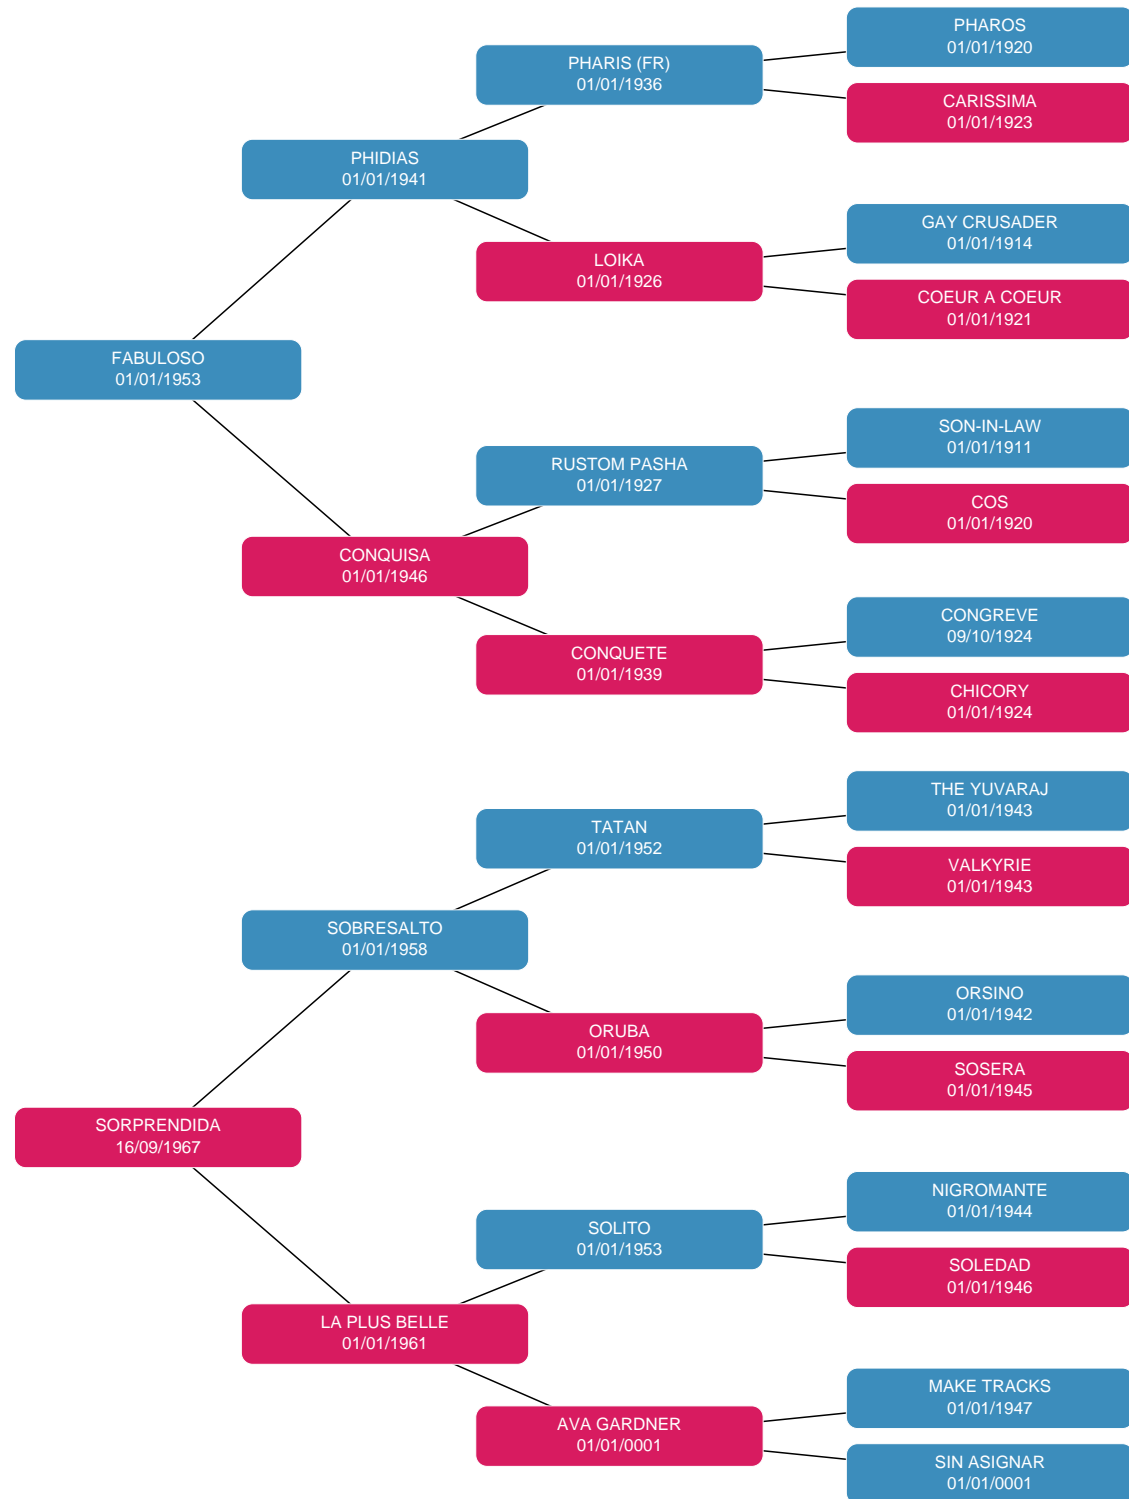 PHAROS
01/01/1920
PHARIS (FR)
01/01/1936
CARISSIMA
01/01/1923
PHIDIAS
01/01/1941
GAY CRUSADER
01/01/1914
LOIKA
01/01/1926
COEUR A COEUR
01/01/1921
FABULOSO
01/01/1953
SON-IN-LAW
01/01/1911
RUSTOM PASHA
01/01/1927
COS
01/01/1920
CONQUISA
01/01/1946
CONGREVE
09/10/1924
CONQUETE
01/01/1939
CHICORY
01/01/1924
THE YUVARAJ
01/01/1943
TATAN
01/01/1952
VALKYRIE
01/01/1943
SOBRESALTO
01/01/1958
ORSINO
01/01/1942
ORUBA
01/01/1950
SOSERA
01/01/1945
SORPRENDIDA
16/09/1967
NIGROMANTE
01/01/1944
SOLITO
01/01/1953
SOLEDAD
01/01/1946
LA PLUS BELLE
01/01/1961
MAKE TRACKS
01/01/1947
AVA GARDNER
01/01/0001
SIN ASIGNAR
01/01/0001